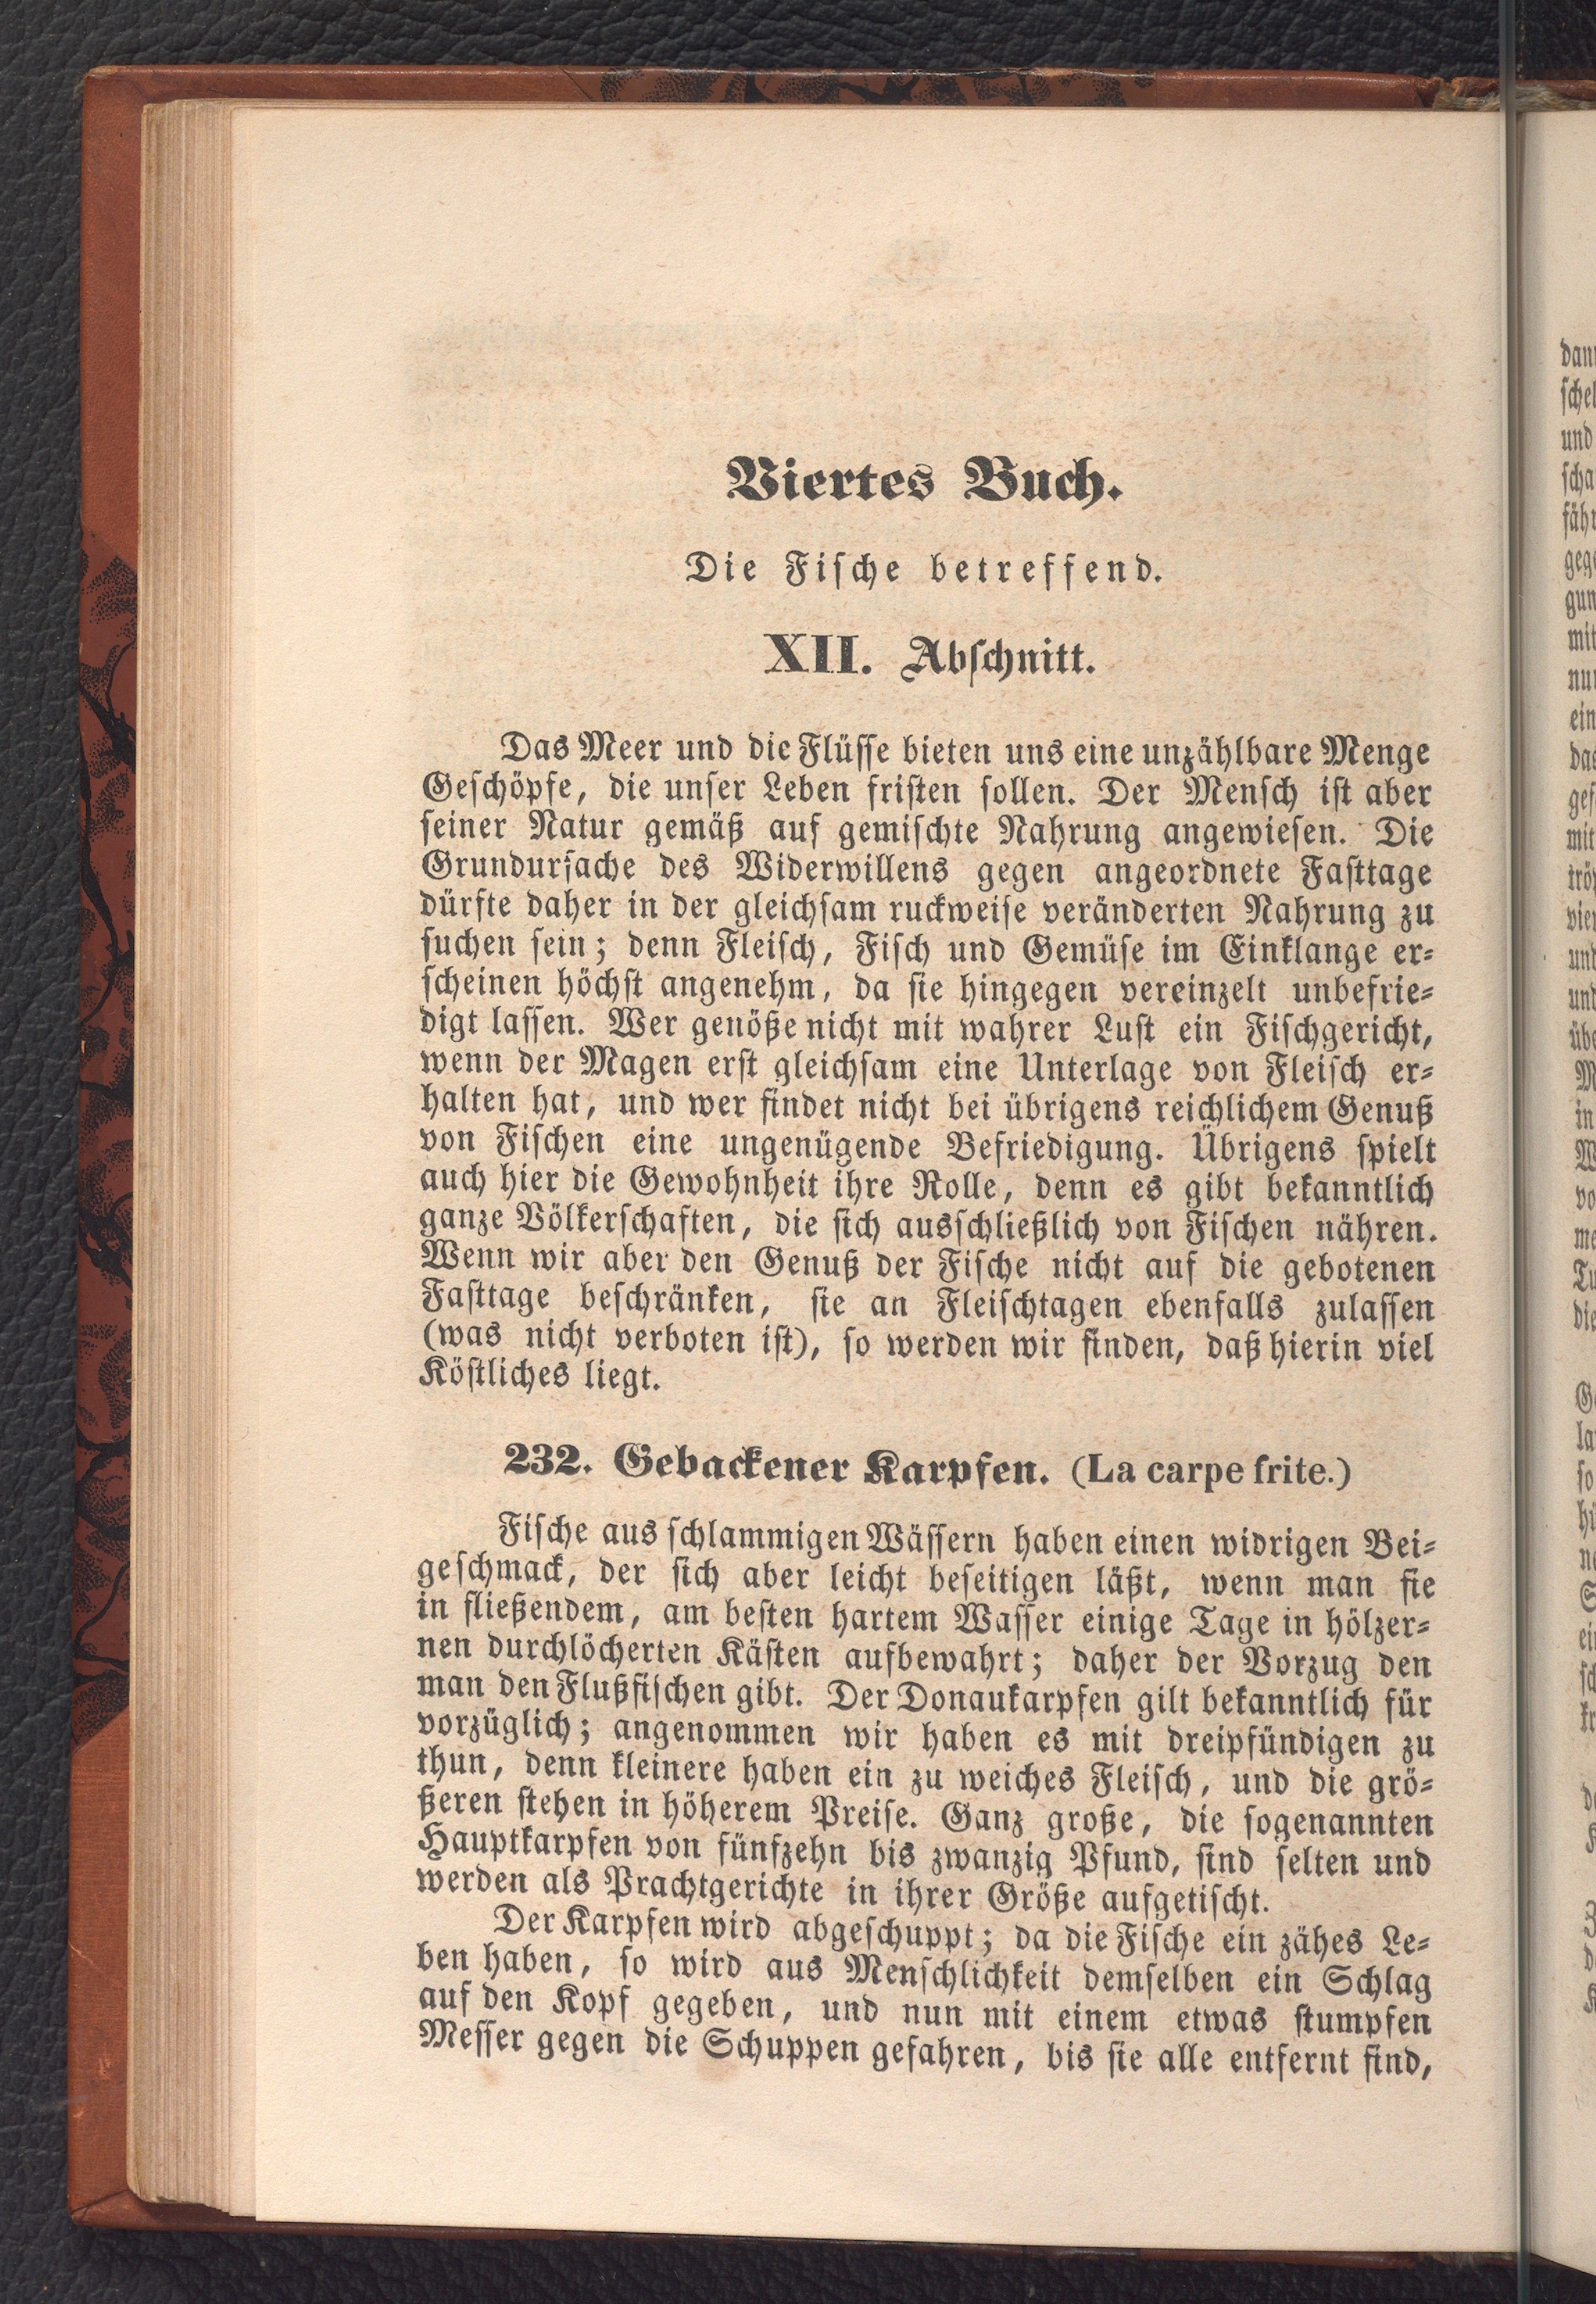 Viertes Buch.
Die Fische betreffend.
XII. Abschnitt.
Das Meer und die Flüsse bieten uns eine unzählbare Menge
Geschöpfe, die unser Leben fristen sollen. Der Mensch ist aber
seiner Natur gemäß auf gemischte Nahrung angewiesen. Die
Grundursache des Widerwillens gegen angeordnete Fasttage
dürfte daher in der gleichsam ruckweise veränderten Nahrung zu
suchen sein; denn Fleisch, Fisch und Gemüse im Einklange er-
scheinen höchst angenehm, da sie hingegen vereinzelt unbefrie-
digt lassen. Wer genöße nicht mit wahrer Lust ein Fischgericht,
wenn der Magen erst gleichsam eine Unterlage von Fleisch er-
halten hat, und wer findet nicht bei übrigens reichlichem Genuß
von Fischen eine ungenügende Befriedigung. Übrigens spielt
auch hier die Gewohnheit ihre Rolle, denn es gibt bekanntlich
ganze Völkerschaften, die sich ausschließlich von Fischen nähren.
Wenn wir aber den Genuß der Fische nicht auf die gebotenen
Fasttage beschränken, sie an Fleischtagen ebenfalls zulassen
(was nicht verboten ist), so werden wir finden, daß hierin viel
Köstliches liegt.
232. Gebackener Karpfen. (La carpe frite.)
Fische aus schlammigen Wässern haben einen widrigen Bei-
geschmack, der sich aber leicht beseitigen läßt, wenn man sie
in fließendem, am besten hartem Wasser einige Tage in hölzer-
nen durchlöcherten Kästen aufbewahrt; daher der Vorzug den
man den Flußfischen gibt. Der Donaukarpfen gilt bekanntlich für
vorzüglich; angenommen wir haben es mit dreipfündigen zu
thun, denn kleinere haben ein zu weiches Fleisch, und die grö-
ßeren stehen in höherem Preise. Ganz große, die sogenannten
Hauptkarpfen von fünfzehn bis zwanzig Pfund, sind selten und
werden als Prachtgerichte in ihrer Größe aufgetischt.
Der Karpfen wird abgeschuppt; da die Fische ein zähes Le-
ben haben, so wird aus Menschlichkeit demselben ein Schlag
auf den Kopf gegeben, und nun mit einem etwas stumpfen
Messer gegen die Schuppen gefahren, bis sie alle entfernt sind,